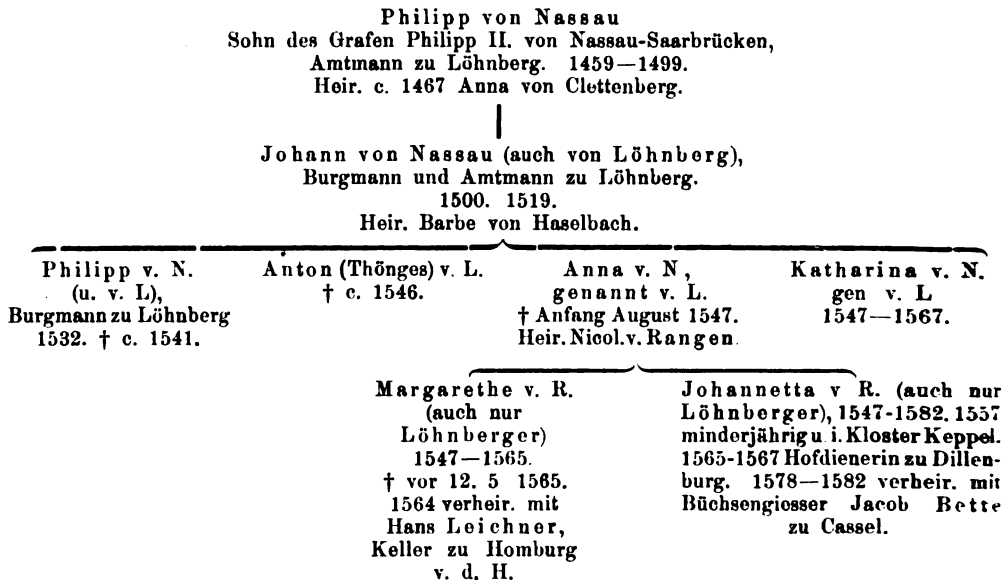 Philipp von Nassau
Sohn des Grafen Philipp II. von Nassau-Saarbrücken,
Amtmann zu Löhnberg. 1459—1499.
Heir. c. 1467 Anna von Clettenberg.
Johann von Nassau (auch von Löhnberg),
Burgmann und Amtmann zu Löhnberg.
1500. 1519.
Heir. Barbe von Haselbach.
Philipp v. N.
(u. v. L),
Burgmann zu Löhnberg
1532. † c. 1541.
Anton (Thönges) v. L.
† c. 1546.
Anna v. N,
genannt v. L.
† Anfang August 1547.
Heir. Nicol. v. Rangen
Katharina v. N.
gen v. L
1547—1567.
Margarethe v. R.
(auch nur
Löhnberger)
1547—1565.
† vor 12. 5 1565.
1564 verheir. mit
Hans Leichner,
Keller zu Homburg
v. d. H.
Johannetta v R. (auch nur
Löhnberger), 1547-1582. 1557
minderjährig u. i. Kloster Keppel.
1565-1567 Hofdienerin zu Dillen-
burg. 1578—1582 verheir. mit
Büchsengiosser Jacob Bette
zu Cassel.